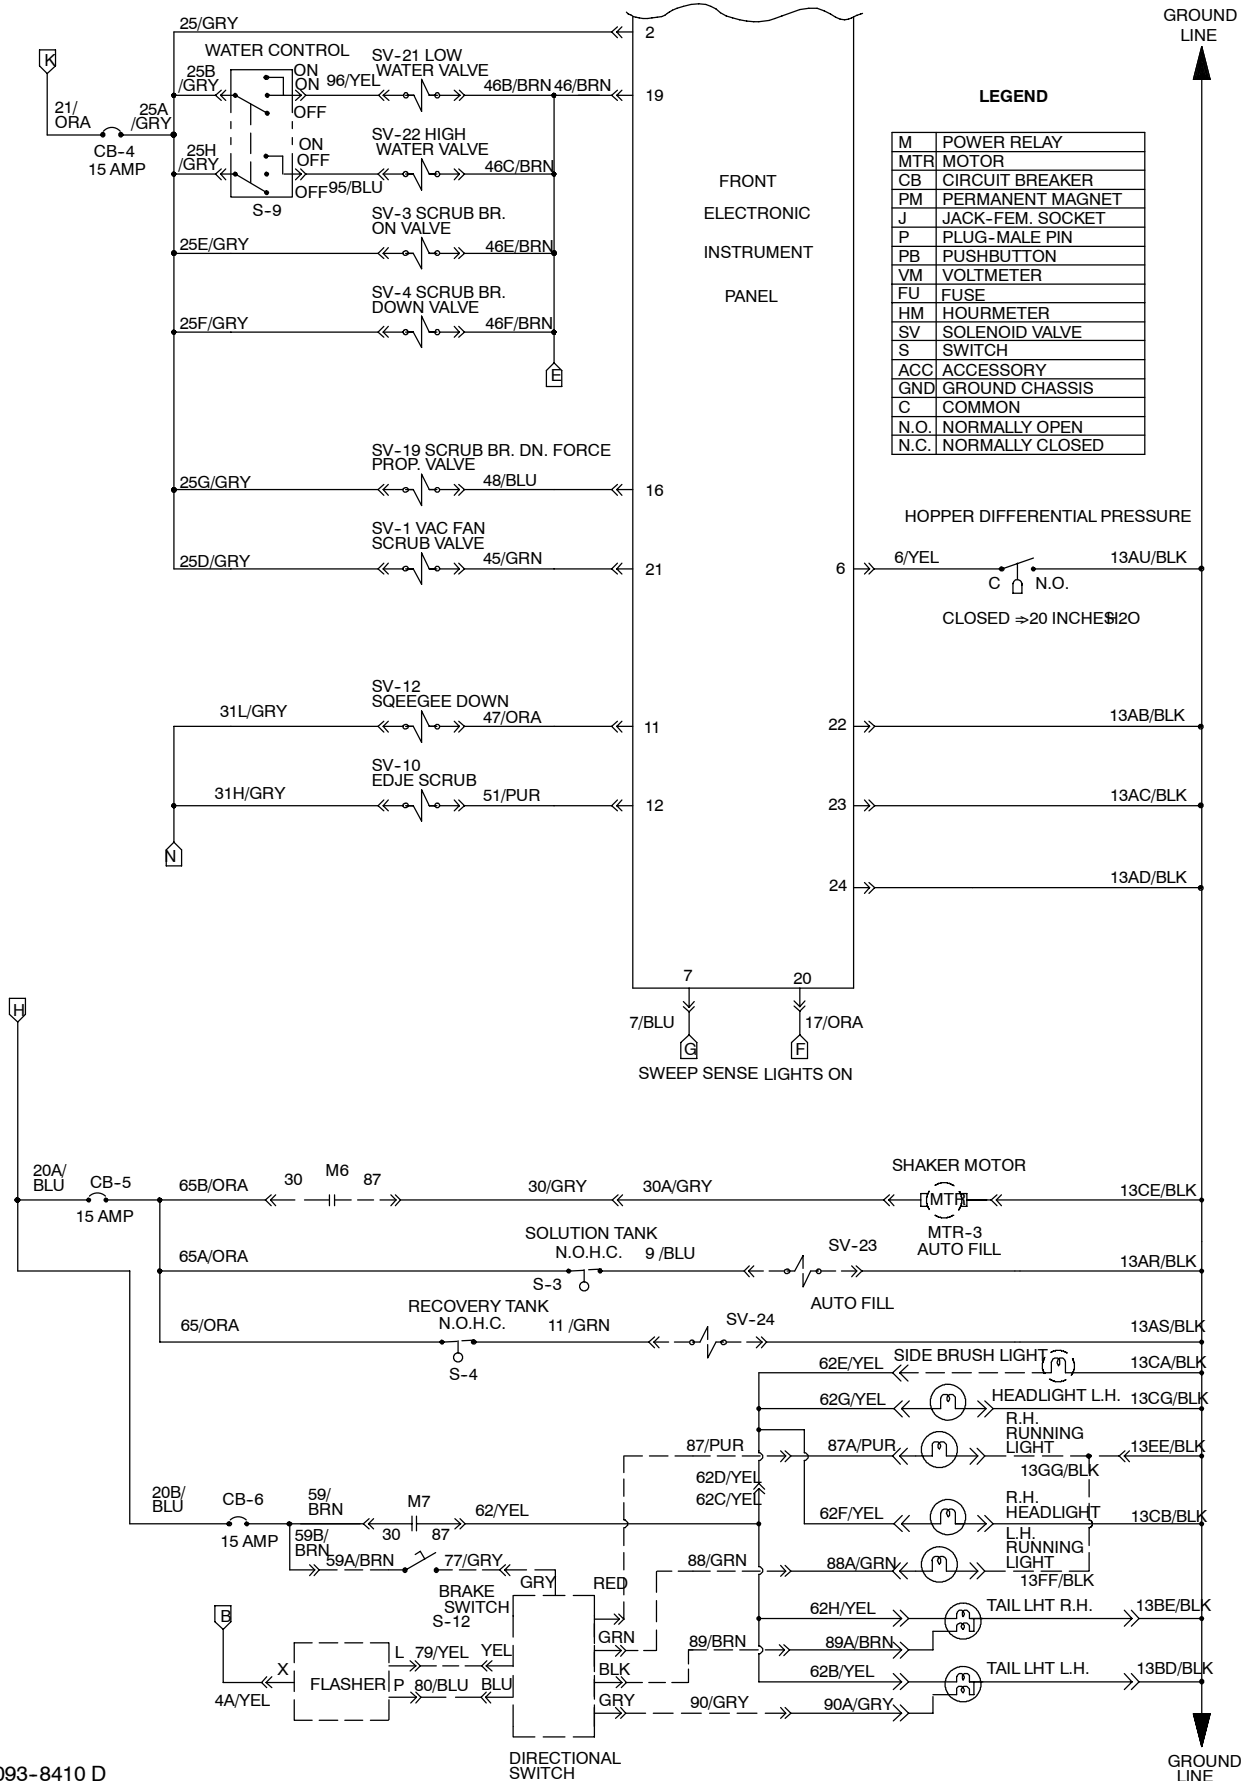 GROUND
LINE
25/GRY
2
K
WATER CONTROL
SV-21 LOW
WATER VALVE
25B
/GRY
ON
ON
96/YEL
46B/BRN
46/BRN
19
OFF
LEGEND
21/
ORA
25A
/GRY
CB-4
15 AMP
SV-22 HIGH
WATER VALVE
25H
/GRY
ON
OFF
46C/BRN
OFF
95/BLU
S-9
FRONT
ELECTRONIC
INSTRUMENT
PANEL
M POWER RELAY
MTR MOTOR
CB CIRCUIT BREAKER
PM PERMANENT MAGNET
J JACK-FEM. SOCKET
P PLUG-MALE PIN
PB PUSHBUTTON
VM VOLTMETER
FU FUSE
HM HOURMETER
SV SOLENOID VALVE
S SWITCH
ACC ACCESSORY
GND GROUND CHASSIS
C COMMON
N.O. NORMALLY OPEN
N.C. NORMALLY CLOSED
SV-3 SCRUB BR.
ON VALVE
25E/GRY
46E/BRN
SV-4 SCRUB BR.
DOWN VALVE
25F/GRY
46F/BRN
E
SV-19 SCRUB BR. DN. FORCE
PROP. VALVE
25G/GRY
48/BLU
16
SV-1 VAC FAN
SCRUB VALVE
25D/GRY
45/GRN
21
HOPPER DIFFERENTIAL PRESSURE
6
6/YEL
13AU/BLK
C
N.O.
CLOSED =>20 INCHES H2O
SV-12
SQEEGEE DOWN
31L/GRY
47/ORA
11
22
13AB/BLK
SV-10
EDJE SCRUB
31H/GRY
51/PUR
12
23
13AC/BLK
N
24
13AD/BLK
7
20
H
7/BLU
17/ORA
G
F
SWEEP SENSE
LIGHTS ON
20A/
BLU
CB-5
15 AMP
65B/ORA
30
M6
87
30/GRY
30A/GRY
SHAKER MOTOR
MTR
13CE/BLK
MTR-3
AUTO FILL
SOLUTION TANK
N.O.H.C.
65A/ORA
9 /BLU
SV-23
13AR/BLK
S-3
AUTO FILL
RECOVERY TANK
N.O.H.C.
65/ORA
11 /GRN
SV-24
13AS/BLK
S-4
62E/YEL
SIDE BRUSH LIGHT
13CA/BLK
62G/YEL
HEADLIGHT L.H.
13CG/BLK
87/PUR
87A/PUR
R.H.
RUNNING
LIGHT
13EE/BLK
13GG/BLK
62D/YEL
62C/YEL
20B/
BLU
CB-6
15 AMP
59/
BRN
M7
30
87
62/YEL
62F/YEL
R.H.
HEADLIGHT
13CB/BLK
59B/
BRN
59A/BRN
77/GRY
88/GRN
88A/GRN
L.H.
RUNNING
LIGHT
13FF/BLK
BRAKE
SWITCH
S-12
GRY
RED
B
62H/YEL
TAIL LHT R.H.
13BE/BLK
X
FLASHER
L
79/YEL
YEL
GRN
89/BRN
89A/BRN
4A/YEL
P
80/BLU
BLU
BLK
62B/YEL
TAIL LHT L.H.
13BD/BLK
GRY
90/GRY
90A/GRY
DIRECTIONAL
SWITCH
GROUND
LINE
093-8410 D